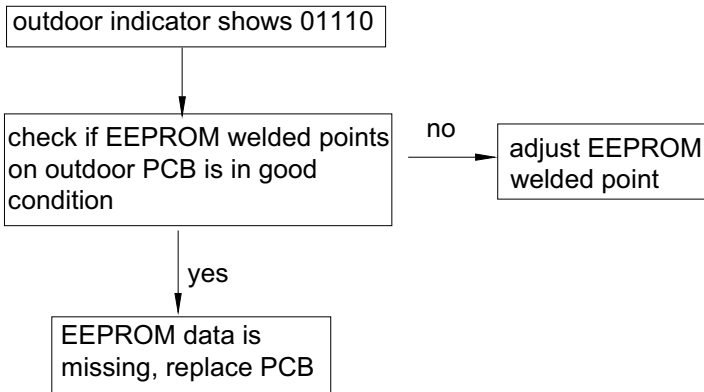 outdoor indicator shows 01110
check if EEPROM welded points
on outdoor PCB is in good
condition
no
adjust EEPROM
welded point
yes
EEPROM data is
missing, replace PCB